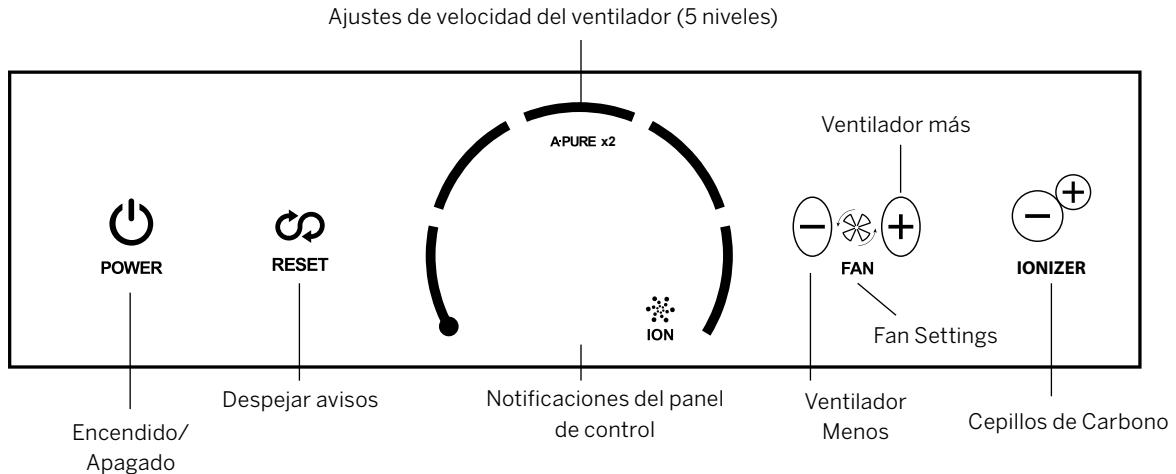 Ajustes de velocidad del ventilador (5 niveles)
A·PURE x2
Ventilador más
POWER
RESET
FAN
IONIZER
ION
Fan Settings
Despejar avisos
Notificaciones del panel
de control
Ventilador
Menos
Cepillos de Carbono
Encendido/
Apagado